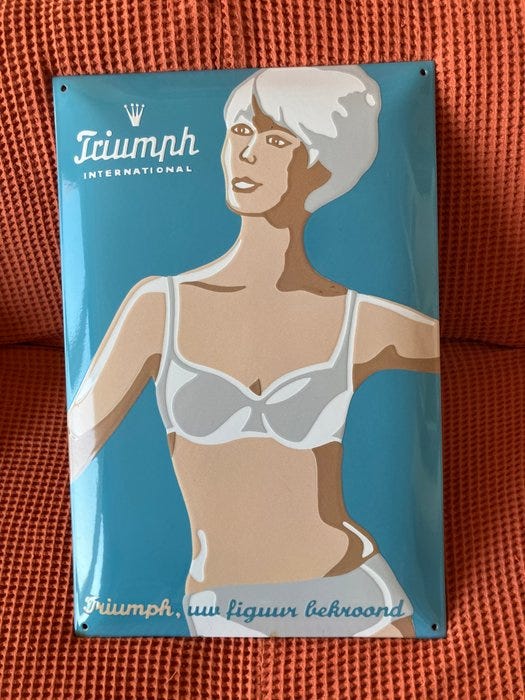 Triumph
INTERNATIONAL
Triumph, uw figuur bekroond